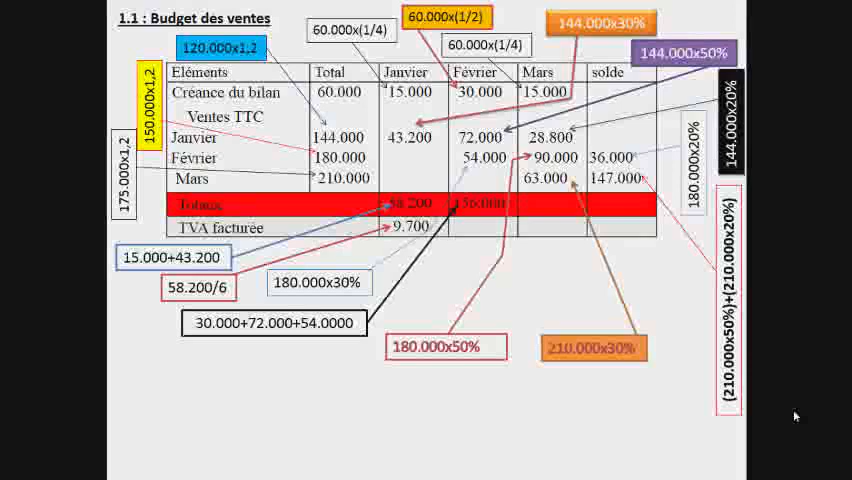 1.1 : Budget des ventes
60.000x(1/2)
144.000x30%
120.000x1,2
60.000x(1/4)
60.000x(1/4)
144.000x50%
150.000x1,2
175.000x1,2
144.000x20%
180.000x20%
(210.000x50%)+(210.000x20%)
Eléments Total Janvier Février Mars solde
Créance du bilan 60.000 15.000 30.000 15.000
Ventes TTC
Janvier 144.000 43.200 72.000 28.800
Février 180.000 54.000 90.000 36.000
Mars 210.000 63.000 147.000
Totaux 58.200 156.000
TVA facturée 9.700
15.000+43.200
58.200/6
180.000x30%
30.000+72.000+54.0000
180.000x50%
210.000x30%